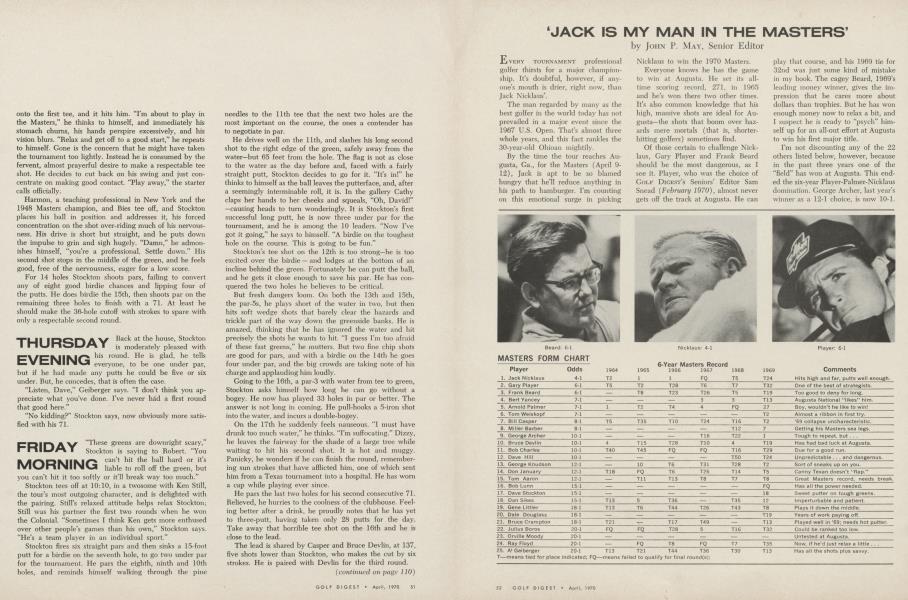 onto the first tee, and it hits him. "I'm about to play in
the Masters," he thinks to himself, and immediately his
stomach churns, his hands perspire excessively, and his
vision blurs. "Relax and get off to a good start," he repeats
to himself. Gone is the concern that he might have taken
the tournament too lightly. Instead he is consumed by the
fervent, almost prayerful desire to make a respectable tee
shot. He decides to cut back on his swing and just con-
centrate on making good contact. "Play away," the starter
calls officially.
Harmon, a teaching professional in New York and the
1948 Masters champion, and Bies tee off, and Stockton
places his ball in position and addresses it, his forced
concentration on the shot over-riding much of his nervous-
ness. His drive is short but straight, and he puts down
the impulse to grin and sigh hugely. "Damn," he admon-
ishes himself, "you're a professional. Settle down." His
second shot stops in the middle of the green, and he feels
good, free of the nervousness, eager for a low score.
For 14 holes Stockton shoots pars, failing to convert
any of eight good birdie chances and lipping four of
the putts. He does birdie the 15th, then shoots par on the
remaining three holes to finish with a 71. At least he
should make the 36-hole cutoff with strokes to spare with
only a respectable second round.
THURSDAY
EVENING
Back at the house, Stockton
is moderately pleased with
his round. He is glad, he tells
everyone, to be one under par,
but if he had made any putts he could be five or six
under. But, he concedes, that is often the case.
"Listen, Dave," Geiberger says. "I don't think you ap-
preciate what you've done. I've never had a first round
that good here."
"No kidding?" Stockton says, now obviously more satis-
fied with his 71.
FRIDAY
MORNING
"These greens are downright scary,"
Stockton is saying to Robert. "You
can't hit the ball hard or it's
liable to roll off the green, but
you can't hit it too softly or it'll break way too much."
Stockton tees off at 10:10, in a twosome with Ken Still,
the tour's most outgoing character, and is delighted with
the pairing. Still's relaxed attitude helps relax Stockton;
Still was his partner the first two rounds when he won
the Colonial. "Sometimes I think Ken gets more enthused
over other people's games than his own," Stockton says.
"He's a team player in an individual sport."
Stockton fires six straight pars and then sinks a 15-foot
putt for a birdie on the seventh hole, to go two under par
for the tournament. He pars the eighth, ninth and 10th
holes, and reminds himself walking through the pine
needles to the 11th tee that the next two holes are the
most important on the course, the ones a contender has
to negotiate in par.
He drives well on the 11th, and slashes his long second
shot to the right edge of the green, safely away from the
water—but 65 feet from the hole. The flag is not as close
to the water as the day before and, faced with a fairly
straight putt, Stockton decides to go for it. "It's in!" he
thinks to himself as the ball leaves the putterface, and after
a seemingly interminable roll, it is. In the gallery Cathy
claps her hands to her cheeks and squeals, "Oh, David!"
—causing heads to turn wonderingly. It is Stockton's first
successful long putt, he is now three under par for the
tournament, and he is among the 10 leaders. "Now I've
got it going," he says to himself. "A birdie on the toughest
hole on the course. This is going to be fun."
Stockton's tee shot on the 12th is too strong—he is too
excited over the birdie—and lodges at the bottom of an
incline behind the green. Fortunately he can putt the ball,
and he gets it close enough to save his par. He has con-
quered the two holes he believes to be critical.
But fresh dangers loom. On both the 13th and 15th,
the par-5s, he plays short of the water in two, but then
hits soft wedge shots that barely clear the hazards and
trickle part of the way down the greenside banks. He is
amazed, thinking that he has ignored the water and hit
precisely the shots he wants to hit. "I guess I'm too afraid
of these fast greens," he mutters. But two fine chip shots
are good for pars, and with a birdie on the 14th he goes
four under par, and the big crowds are taking note of his
charge and applauding him loudly.
Going to the 16th, a par-3 with water from tee to green,
Stockton asks himself how long he can go without a
bogey. He now has played 33 holes in par or better. The
answer is not long in coming. He pull-hooks a 5-iron shot
into the water, and incurs a double-bogey.
On the 17th he suddenly feels nauseous. "I must have
drunk too much water," he thinks. "I'm suffocating." Dizzy,
he leaves the fairway for the shade of a large tree while
waiting to hit his second shot. It is hot and muggy.
Panicky, he wonders if he can finish the round, remember-
ing sun strokes that have afflicted him, one of which sent
him from a Texas tournament into a hospital. He has worn
a cap while playing ever since.
He pars the last two holes for his second consecutive 71.
Relieved, he hurries to the coolness of the clubhouse. Feel-
ing better after a drink, he proudly notes that he has yet
to three-putt, having taken only 28 putts for the day.
Take away that horrible tee shot on the 16th and he is
close to the lead.
The lead is shared by Casper and Bruce Devlin, at 137,
five shots lower than Stockton, who makes the cut by six
strokes. He is paired with Devlin for the third round.
(continued on page 110)
GOLF DIGEST • April, 1970 51
'JACK IS MY MAN IN THE MASTERS'
by JOHN P. MAY, Senior Editor
EVERY TOURNAMENT professional
golfer thirsts for a major champion-
ship. It's doubtful, however, if any-
one's mouth is drier, right now, than
Jack Nicklaus'.
The man regarded by many as the
best golfer in the world today has not
prevailed in a major event since the
1967 U.S. Open. That's almost three
whole years, and this fact rankles the
30-year-old Ohioan mightily.
By the time the tour reaches Au-
gusta, Ga., for the Masters (April 9-
12), Jack is apt to be so blamed
hungry that he'll reduce anything in
his path to hamburger. I'm counting
on this emotional surge in picking
Nicklaus to win the 1970 Masters.
Everyone knows he has the game
to win at Augusta. He set its all-
time scoring record, 271, in 1965
and he's won there two other times.
It's also common knowledge that his
high, massive shots are ideal for Au-
gusta—the shots that boom over haz-
ards mere mortals (that is, shorter-
hitting golfers) sometimes find.
Of those certain to challenge Nick-
laus, Gary Player and Frank Beard
should be strongest, as I
see it. Player, who was the choice of
GOLF DIGEST's Senior Editor Sam
Snead (February 1970), almost never
gets off the track at Augusta. He can
play that course, and his 1969 tie for
32nd was just some kind of mistake
in my book. The cagey Beard, 1969's
leading money winner, gives the im-
pression that he cares more about
dollars than trophies. But he has won
enough money now to relax a bit, and
I suspect he is ready to "psych" him-
self up for an all-out effort at Augusta
to win his first major title.
I'm not discounting any of the 22
others listed below, however, because
in the past three years one of the
"field" has won at Augusta. This end-
ed the six-year Player-Palmer-Nicklaus
domination. George Archer, last year's
winner as a 12-1 choice, is now 10-1.
Beard: 6-1
Nicklaus: 4-1
Player: 6-1
MASTERS FORM CHART
6-Year Masters Record
Player Odds 1964 1965 1966 1967 1968 1969 Comments
1. Jack Nicklaus 4-1 T2 1 1 FQ T5 T24 Hits high and far, putts well enough.
2. Gary Player 6-1 T5 T2 T28 T6 T7 T32 One of the best of strategists.
3. Frank Beard 6-1 — T8 T23 T26 T5 T19 Too good to deny for long.
4. Bert Yancey 7-1 — — — 3 3 T13 Augusta National "likes" him.
5. Arnold Palmer 7-1 1 T2 T4 4 FQ 27 Boy, wouldn't he like to win!
6. Tom Weiskopf 7-1 — — — — T2 Almost a ribbon in first try.
7. Bill Casper 8-1 T5 T35 T10 T24 T16 T2 '69 collapse uncharacteristic.
8. Miller Barber 8-1 — — — — T12 7 Getting his Masters sea legs.
9. George Archer 10-1 — — — T16 T22 1 Tough to repeat, but . . .
10. Bruce Devlin 10-1 4 T15 T28 T10 4 T19 Has had bad luck at Augusta.
11. Bob Charles 10-1 T40 T45 FQ FQ T16 T29 Due for a good run.
12. Dave Hill 10-1 — — — — T50 T24 Unpredictable . . . and dangerous.
13. George Knudson 12-1 — 10 T6 T31 T28 T2 Sort of sneaks up on you.
14. Don January 12-1 T18 FQ T6 T26 T14 T5 Canny Texan doesn't "flap."
15. Tom Aaron 12-1 — T11 T13 T8 T7 T8 Great Masters record, needs break.
16. Bob Lunn 15-1 — — — — — FQ Has all the power needed.
17. Dave Stockton 15-1 — — — — — 18 Sweet putter on tough greens.
18. Dan Sikes 15-1 T13 5 T36 — T35 12 Imperturbable and patient.
19. Gene Littler 18-1 T13 T6 T44 T26 T43 T8 Plays it down the middle.
20. Dale Douglass 18-1 — — — — — T19 Years of work paying off.
21. Bruce Crampton 18-1 T21 — T17 T49 — T13 Played well in '69; needs hot putter.
22. Julius Boros 20-1 FQ FQ T28 5 T16 T33 Could be ranked too low.
23. Orville Moody 20-1 — — — — — — Untested at Augusta.
24. Ray Floyd 20-1 — FQ T8 FQ T7 T35 Now, if he'd just relax a little . . .
25. Al Geiberger 20-1 T13 T21 T44 T36 T30 T13 Has all the shots plus savvy.
T—means tied for place indicated; FQ—means failed to qualify for final round(s).
52 GOLF DIGEST • April, 1970